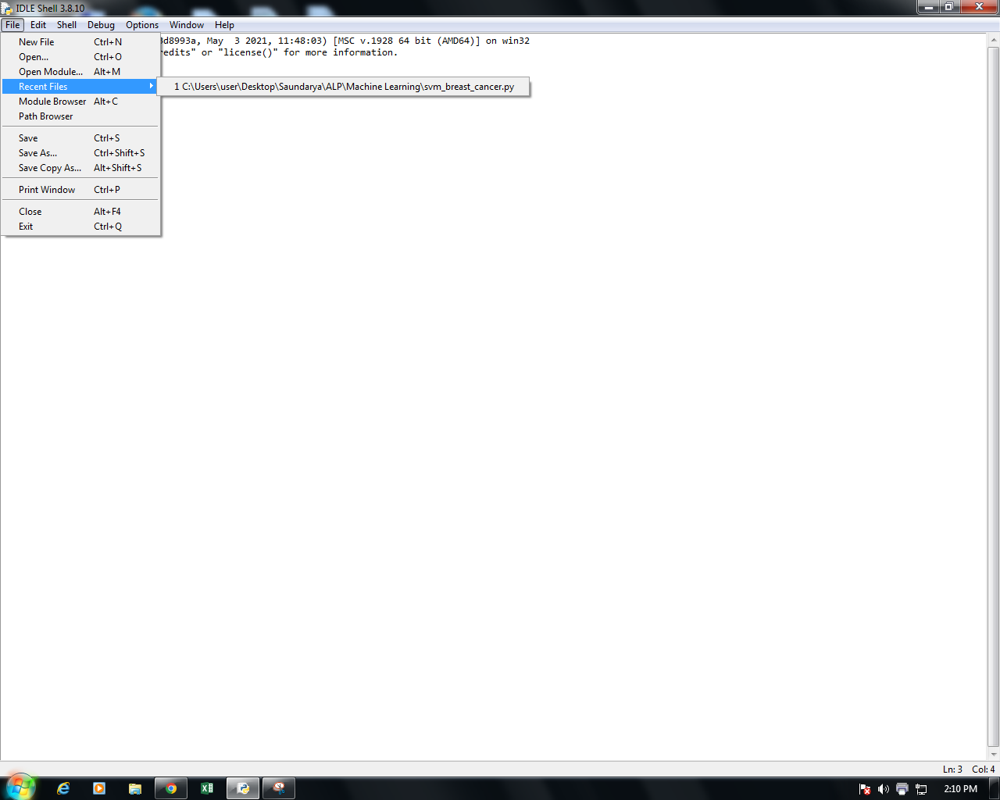 IDLE Shell 3.8.10
File Edit Shell Debug Options Window Help
d8993a, May  3 2021, 11:48:03) [MSC v.1928 64 bit (AMD64)] on win32
redits" or "license()" for more information.
New File Ctrl+N
Open... Ctrl+O
Open Module... Alt+M
Recent Files
1 C:\Users\user\Desktop\Saundarya\ALP\Machine Learning\svm_breast_cancer.py
Module Browser Alt+C
Path Browser
Save Ctrl+S
Save As... Ctrl+Shift+S
Save Copy As... Alt+Shift+S
Print Window Ctrl+P
Close Alt+F4
Exit Ctrl+Q
Ln: 3 Col: 4
2:10 PM